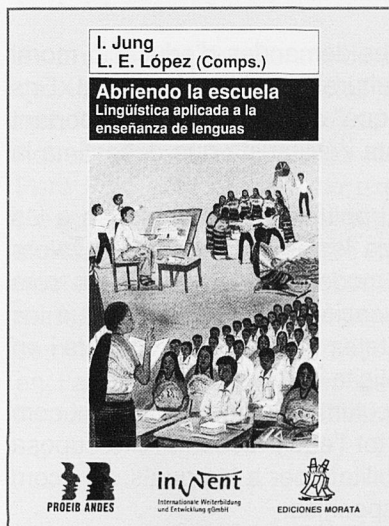 I. Jung
L. E. López (Comps.)
Abriendo la escuela
Lingüística aplicada a la
enseñanza de lenguas
PROEIB ANDES
inWent
Internationale Weiterbildung
und Entwicklung gGmbH
EDICIONES MORATA